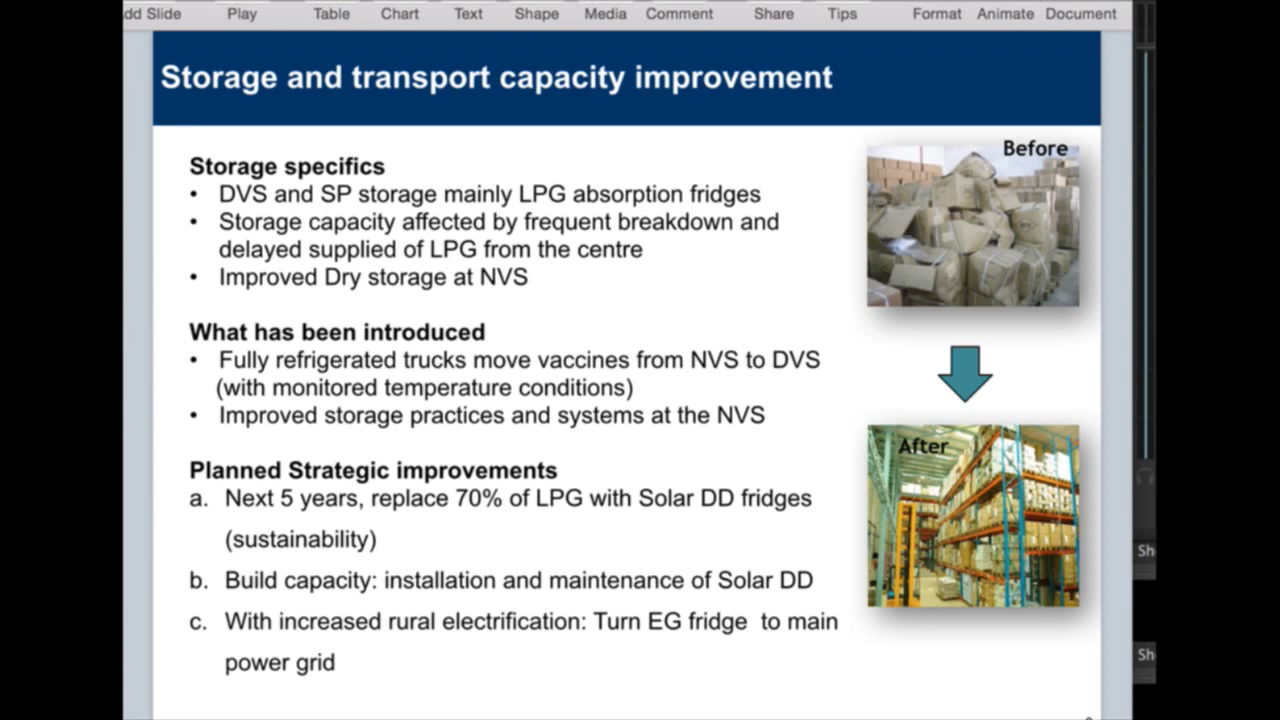 dd Slide Play Table Chart Text Shape Media Comment Share Tips Format Animate Document
Storage and transport capacity improvement
Storage specifics
• DVS and SP storage mainly LPG absorption fridges
• Storage capacity affected by frequent breakdown and
delayed supplied of LPG from the centre
• Improved Dry storage at NVS
What has been introduced
• Fully refrigerated trucks move vaccines from NVS to DVS
(with monitored temperature conditions)
• Improved storage practices and systems at the NVS
Planned Strategic improvements
a. Next 5 years, replace 70% of LPG with Solar DD fridges
(sustainability)
b. Build capacity: installation and maintenance of Solar DD
c. With increased rural electrification: Turn EG fridge to main
power grid
Before
After
Sh
Sh